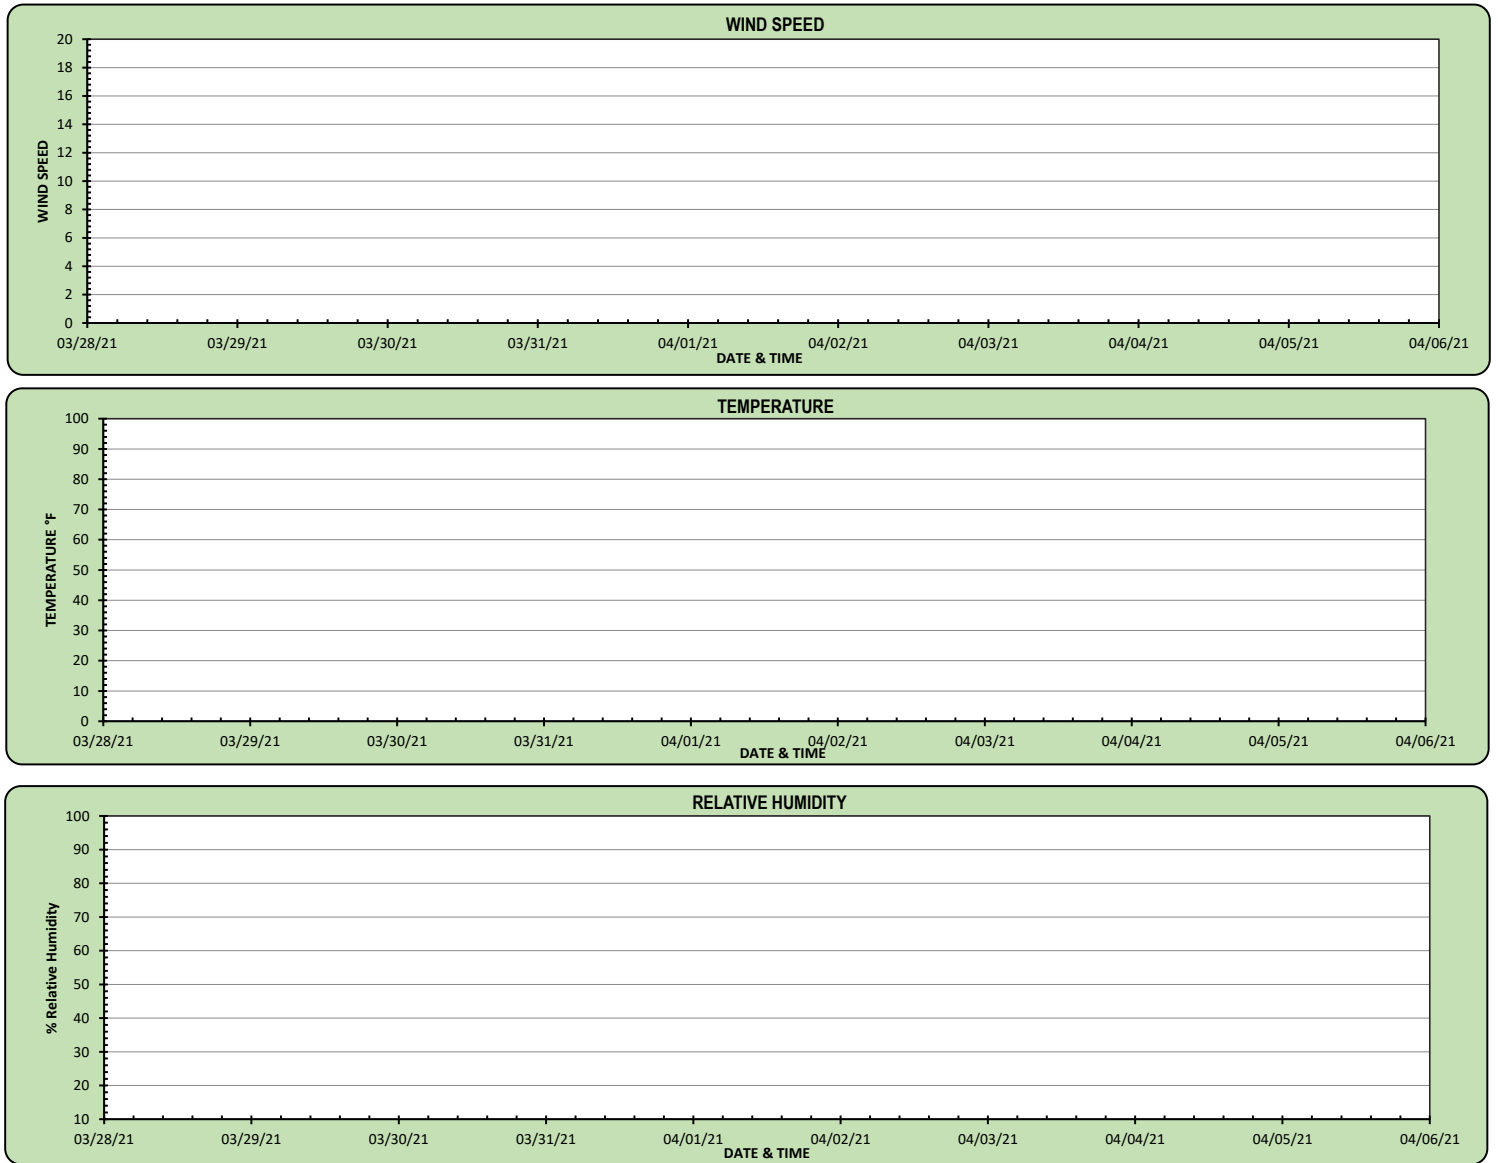 WIND SPEED
20
18
16
14
12
10
8
6
4
2
0
WIND SPEED
03/28/21 03/29/21 03/30/21 03/31/21 04/01/21 04/02/21 04/03/21 04/04/21 04/05/21 04/06/21
DATE & TIME
TEMPERATURE
100
90
80
70
60
50
40
30
20
10
0
TEMPERATURE °F
03/28/21 03/29/21 03/30/21 03/31/21 04/01/21 04/02/21 04/03/21 04/04/21 04/05/21 04/06/21
DATE & TIME
RELATIVE HUMIDITY
100
90
80
70
60
50
40
30
20
10
% Relative Humidity
03/28/21 03/29/21 03/30/21 03/31/21 04/01/21 04/02/21 04/03/21 04/04/21 04/05/21 04/06/21
DATE & TIME